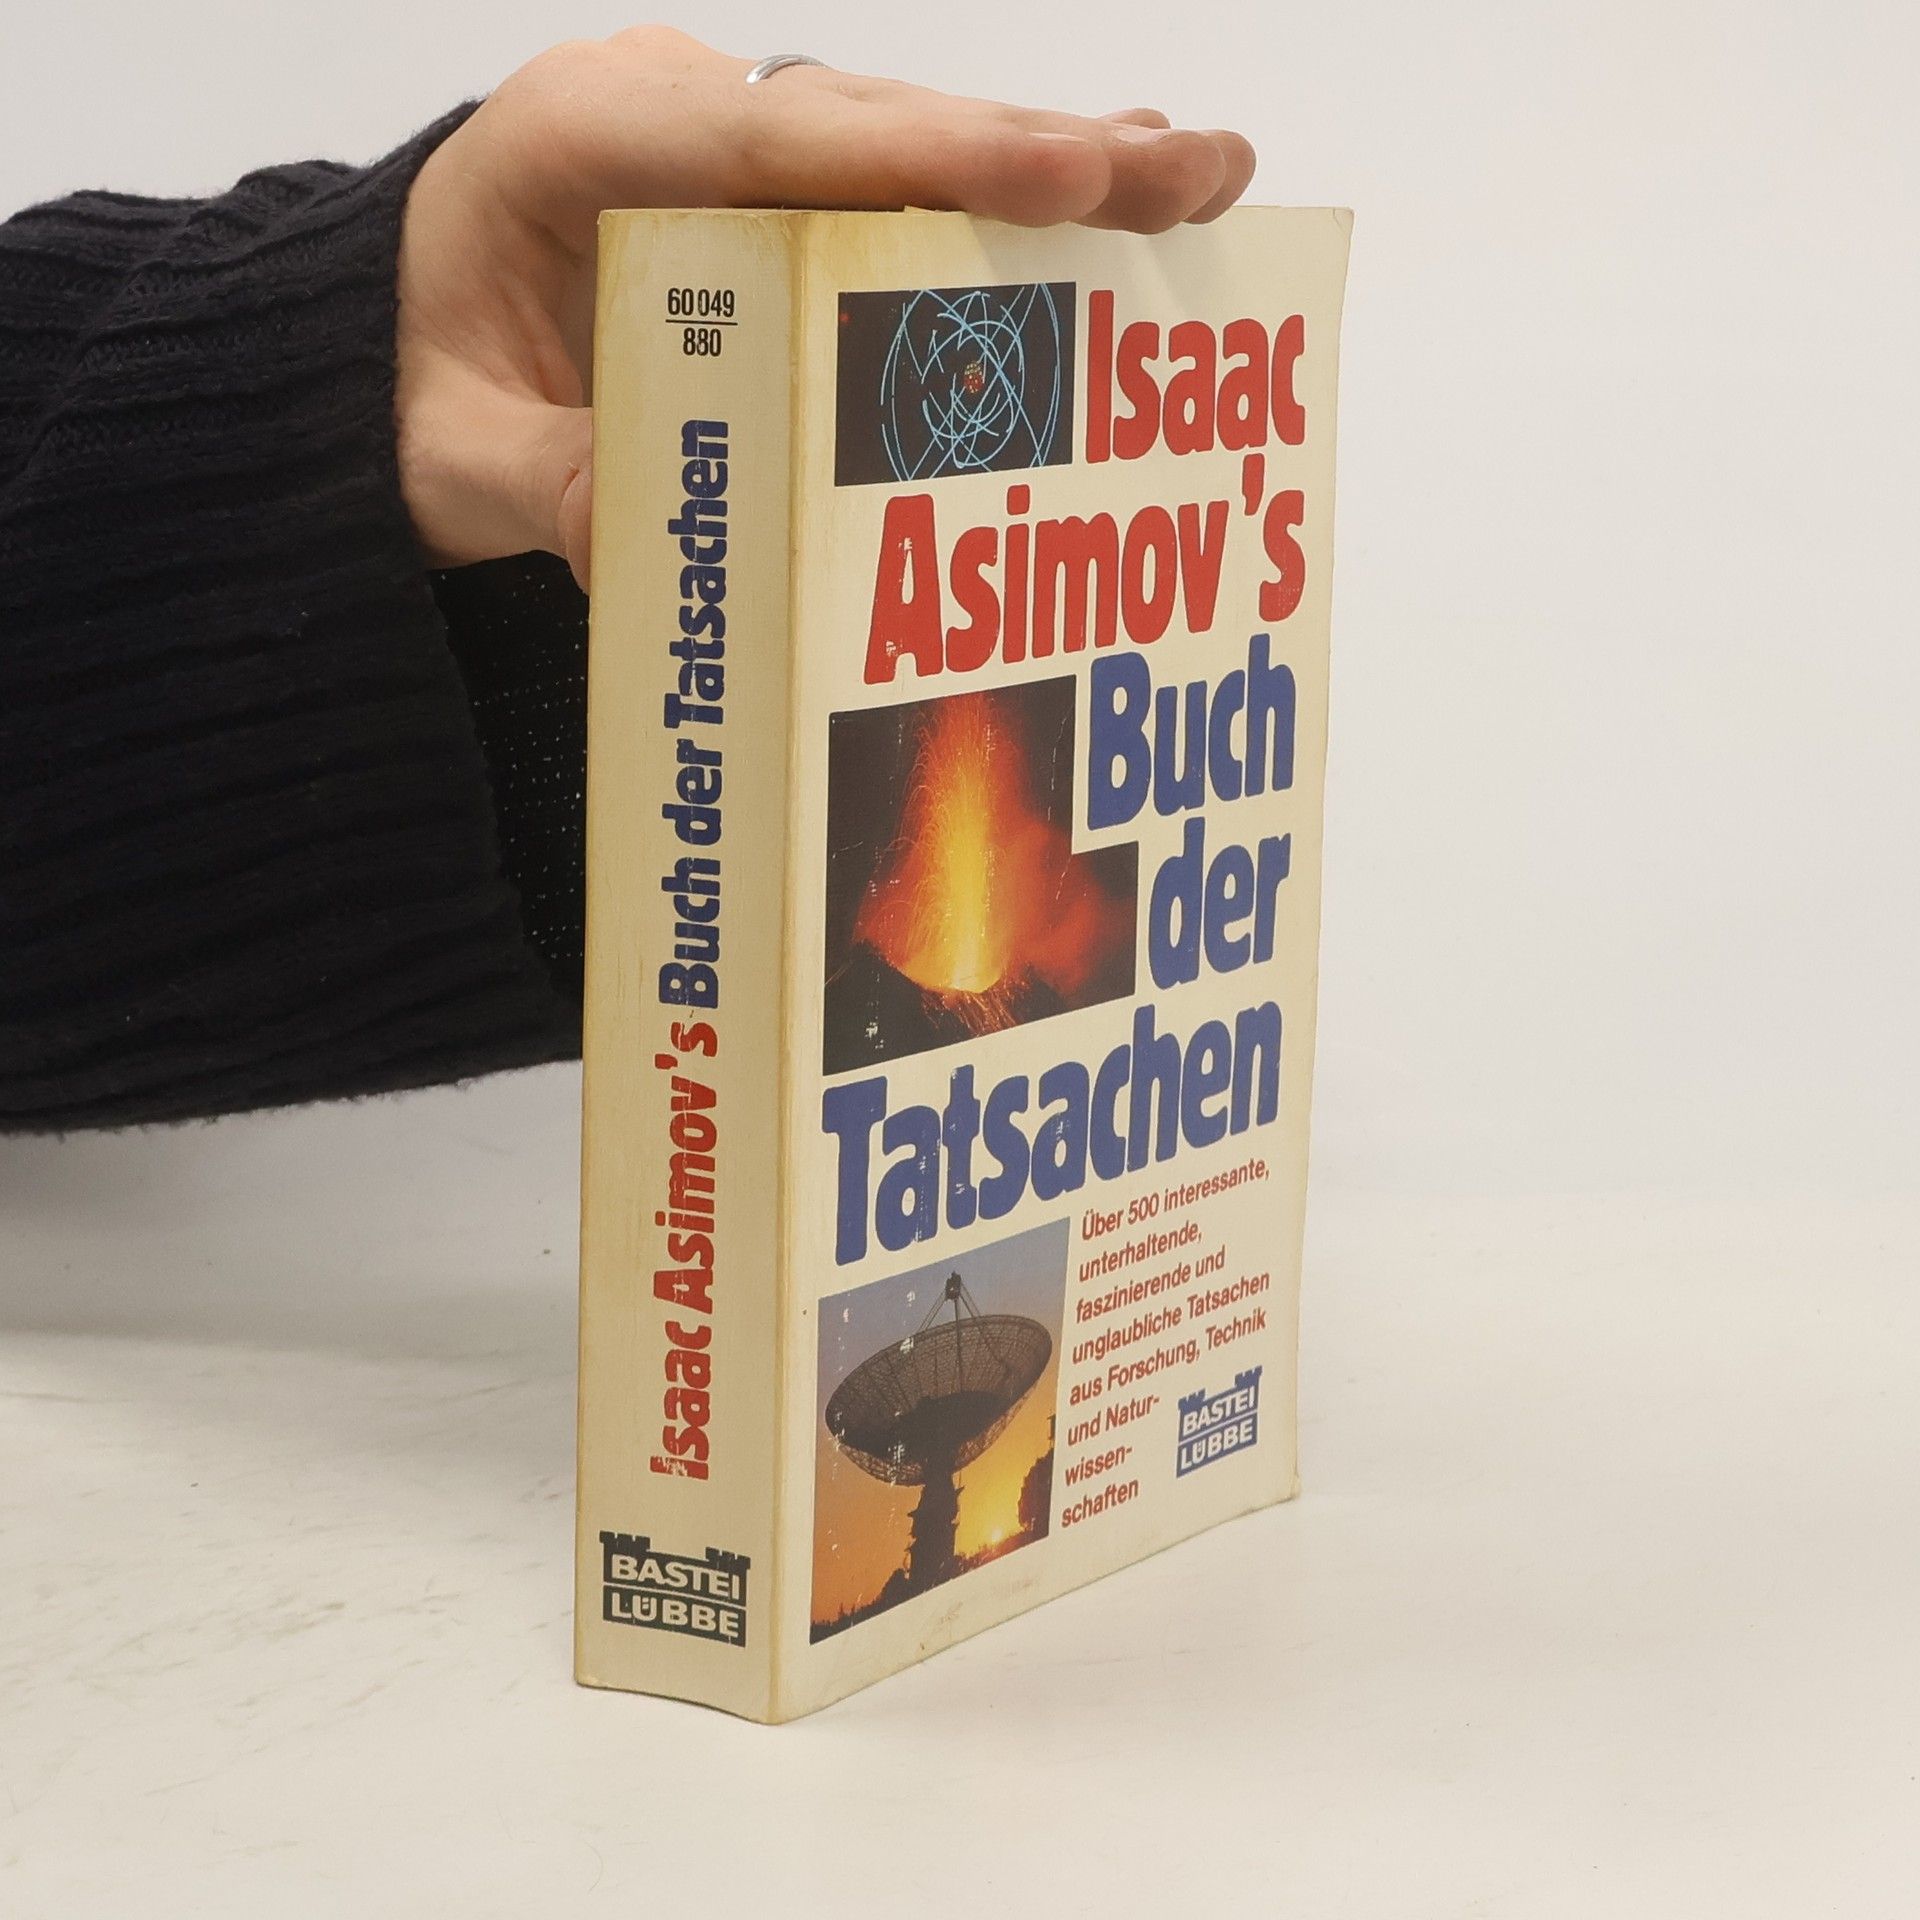 60 049
880
Isaac Asimov's Buch der Tatsachen
BASTEI
LÜBBE
Isaac
Asimov's
Buch
der
Tatsachen
Über 500 interessante,
unterhaltende,
faszinierende und
unglaubliche Tatsachen
aus Forschung, Technik
und Natur-
wissen-
schaften
BASTEI
LÜBBE